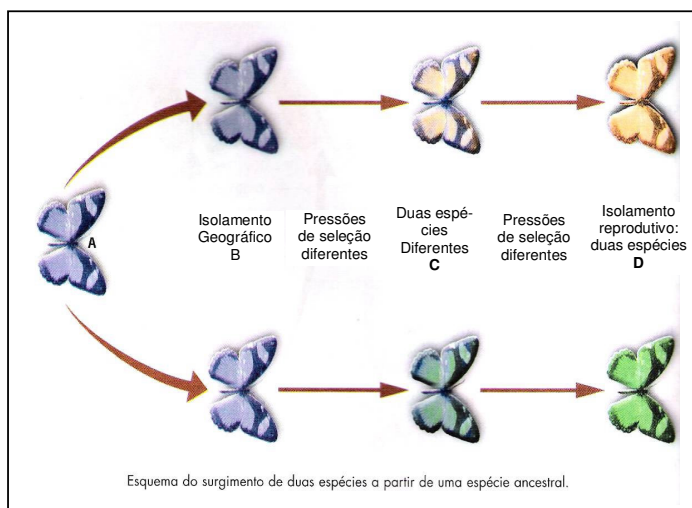 A
Isolamento
Geográfico
B
Pressões
de seleção
diferentes
Duas espé-
cies
Diferentes
C
Pressões
de seleção
diferentes
Isolamento
reprodutivo:
duas espécies
D
Esquema do surgimento de duas espécies a partir de uma espécie ancestral.